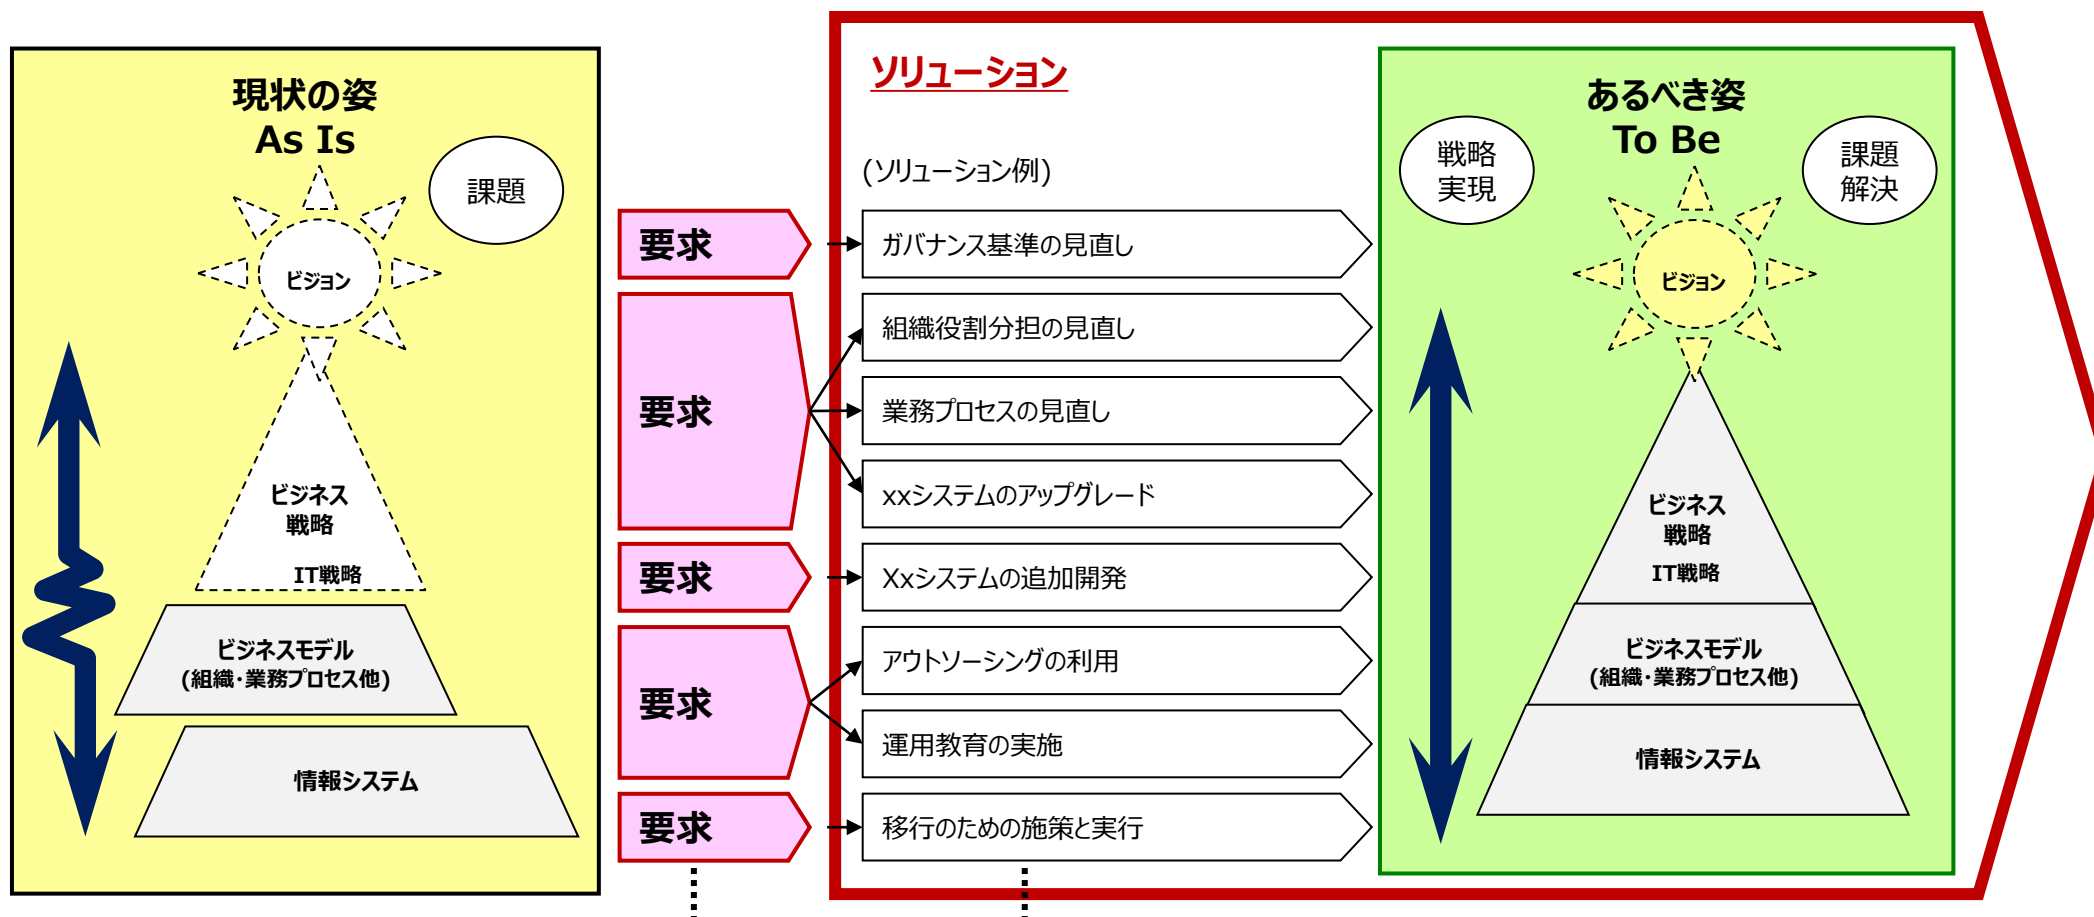 現状の姿
As Is
課題
ビジョン
ビジネス
戦略
IT戦略
ビジネスモデル
(組織・業務プロセス他)
情報システム
要求
要求
要求
要求
要求
ソリューション
(ソリューション例)
ガバナンス基準の見直し
組織役割分担の見直し
業務プロセスの見直し
xxシステムのアップグレード
Xxシステムの追加開発
アウトソーシングの利用
運用教育の実施
移行のための施策と実行
あるべき姿
To Be
戦略
実現
課題
解決
ビジョン
ビジネス
戦略
IT戦略
ビジネスモデル
(組織・業務プロセス他)
情報システム